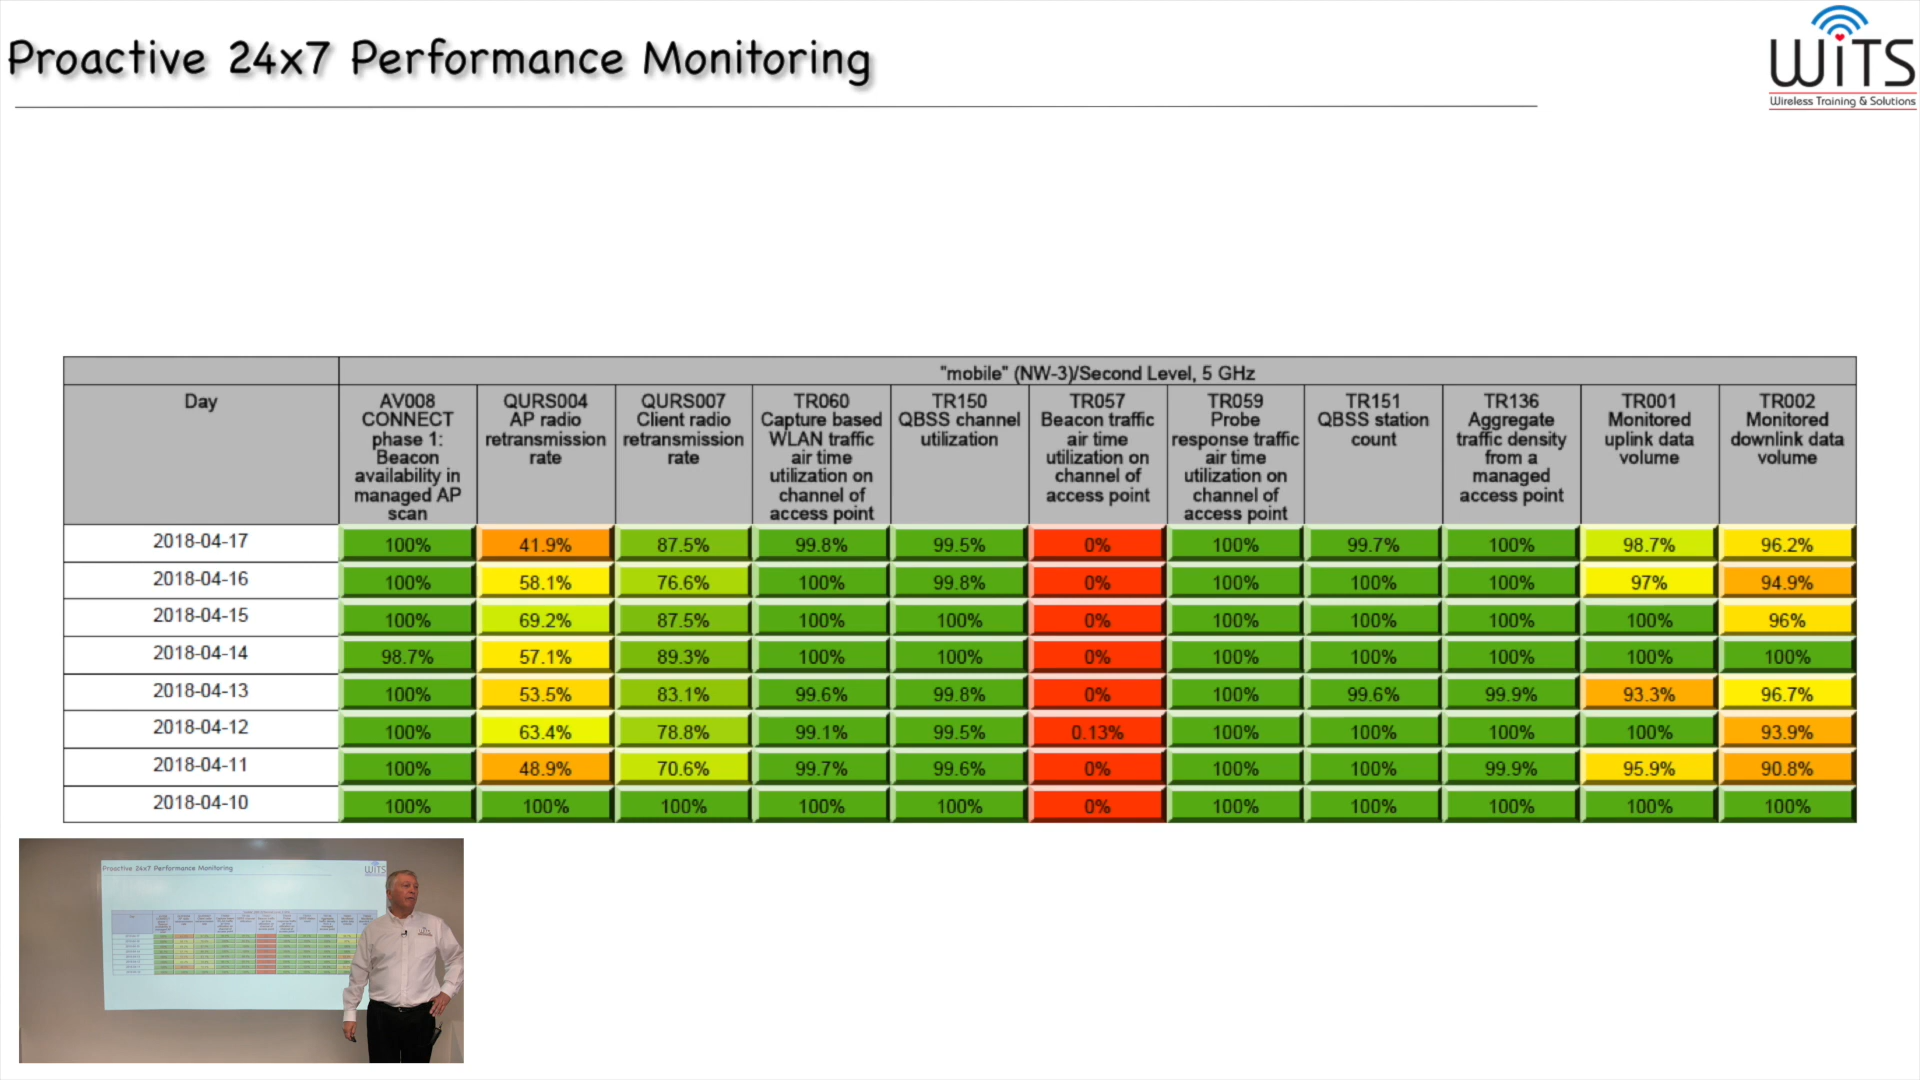 Proactive 24x7 Performance Monitoring
WiTS
Wireless Training & Solutions
"mobile" (NW-3)/Second Level, 5 GHz
Day
AV008
CONNECT
phase 1:
Beacon
availability in
managed AP
scan
QURS004
AP radio
retransmission
rate
QURS007
Client radio
retransmission
rate
TR060
Capture based
WLAN traffic
air time
utilization on
channel of
access point
TR150
QBSS channel
utilization
TR057
Beacon traffic
air time
utilization on
channel of
access point
TR059
Probe
response traffic
air time
utilization on
channel of
access point
TR151
QBSS station
count
TR136
Aggregate
traffic density
from a
managed
access point
TR001
Monitored
uplink data
volume
TR002
Monitored
downlink data
volume
2018-04-17 100% 41.9% 87.5% 99.8% 99.5% 0% 100% 99.7% 100% 98.7% 96.2%
2018-04-16 100% 58.1% 76.6% 100% 99.8% 0% 100% 100% 100% 97% 94.9%
2018-04-15 100% 69.2% 87.5% 100% 100% 0% 100% 100% 100% 100% 96%
2018-04-14 98.7% 57.1% 89.3% 100% 100% 0% 100% 100% 100% 100% 100%
2018-04-13 100% 53.5% 83.1% 99.6% 99.8% 0% 100% 99.6% 99.9% 93.3% 96.7%
2018-04-12 100% 63.4% 78.8% 99.1% 99.5% 0.13% 100% 100% 100% 100% 93.9%
2018-04-11 100% 48.9% 70.6% 99.7% 99.6% 0% 100% 100% 99.9% 95.9% 90.8%
2018-04-10 100% 100% 100% 100% 100% 0% 100% 100% 100% 100% 100%
Proactive 24x7 Performance Monitoring
WiTS